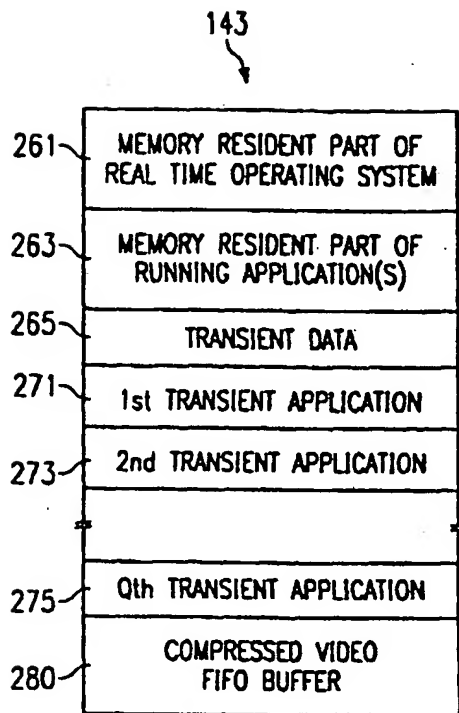 143
261
MEMORY RESIDENT PART OF
REAL TIME OPERATING SYSTEM
263
MEMORY RESIDENT PART OF
RUNNING APPLICATION(S)
265
TRANSIENT DATA
271
1st TRANSIENT APPLICATION
273
2nd TRANSIENT APPLICATION
275
Qth TRANSIENT APPLICATION
280
COMPRESSED VIDEO
FIFO BUFFER